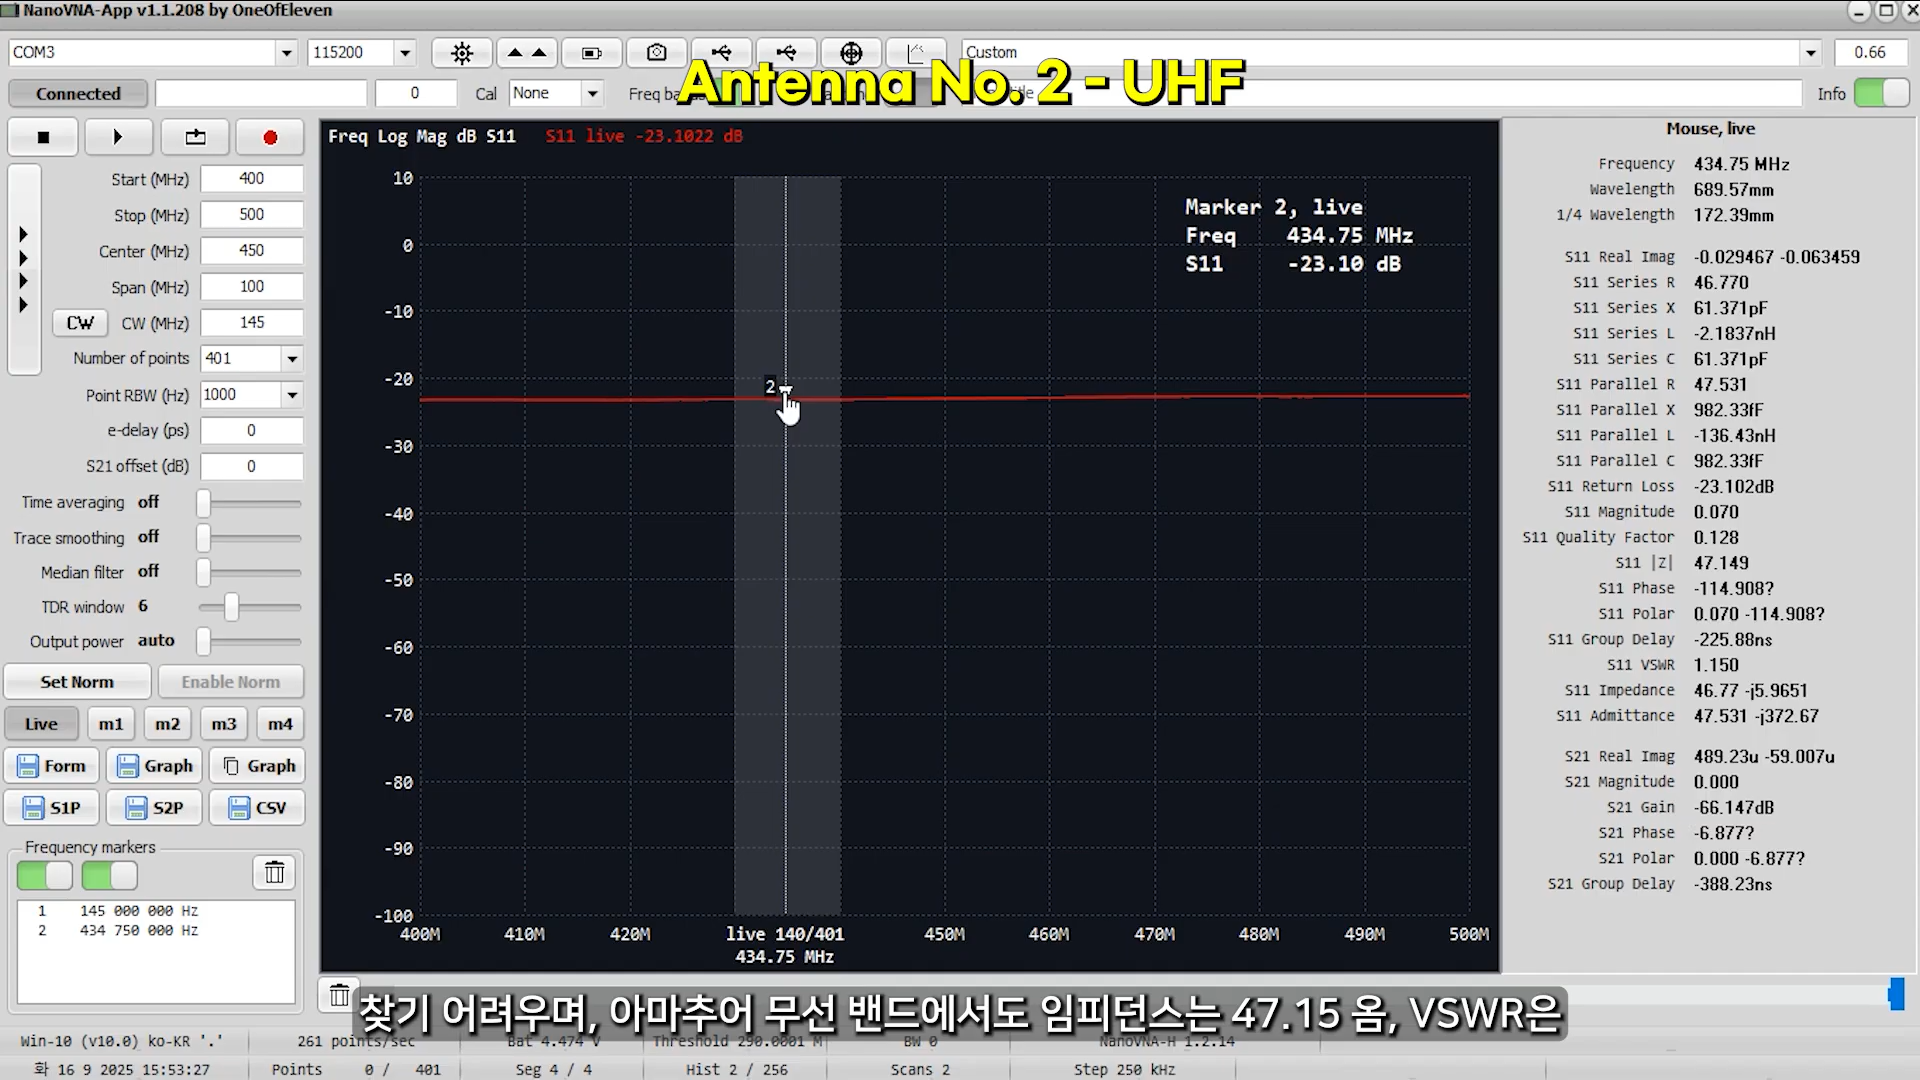 NanoVNA-App v1.1.208 by OneOfEleven
COM3 115200 Custom 0.66
Antenna No. 2 - UHF
Connected 0 Cal None Freq Info
Freq Log Mag dB S11 S11 live -23.1022 dB
Start (MHz) 400
Stop (MHz) 500
Center (MHz) 450
Span (MHz) 100
CW CW (MHz) 145
Number of points 401
Point RBW (Hz) 1000
e-delay (ps) 0
S21 offset (dB) 0
Time averaging off
Trace smoothing off
Median filter off
TDR window 6
Output power auto
Set Norm Enable Norm
Live m1 m2 m3 m4
Form Graph Graph
S1P S2P CSV
Frequency markers
1 145 000 000 Hz
2 434 750 000 Hz
10
0
-10
-20
-30
-40
-50
-60
-70
-80
-90
-100
2
Marker 2, live
Freq 434.75 MHz
S11 -23.10 dB
400M 410M 420M live 140/401 450M 460M 470M 480M 490M 500M
434.75 MHz
Mouse, live
Frequency 434.75 MHz
Wavelength 689.57mm
1/4 Wavelength 172.39mm
S11 Real Imag -0.029467 -0.063459
S11 Series R 46.770
S11 Series X 61.371pF
S11 Series L -2.1837nH
S11 Series C 61.371pF
S11 Parallel R 47.531
S11 Parallel X 982.33fF
S11 Parallel L -136.43nH
S11 Parallel C 982.33fF
S11 Return Loss -23.102dB
S11 Magnitude 0.070
S11 Quality Factor 0.128
S11 |Z| 47.149
S11 Phase -114.908?
S11 Polar 0.070 -114.908?
S11 Group Delay -225.88ns
S11 VSWR 1.150
S11 Impedance 46.77 -j5.9651
S11 Admittance 47.531 -j372.67
S21 Real Imag 489.23u -59.007u
S21 Magnitude 0.000
S21 Gain -66.147dB
S21 Phase -6.877?
S21 Polar 0.000 -6.877?
S21 Group Delay -388.23ns
찾기 어려우며, 아마추어 무선 밴드에서도 임피던스는 47.15 옴, VSWR은
Win-10 (v10.0) ko-KR '.' 261 points/sec Bat 4.474 V Threshold 290.0001 M BW 0 NanoVNA-H 1.2.14
화 16 9 2025 15:53:27 Points 0 / 401 Seg 4 / 4 Hist 2 / 256 Scans 2 Step 250 kHz